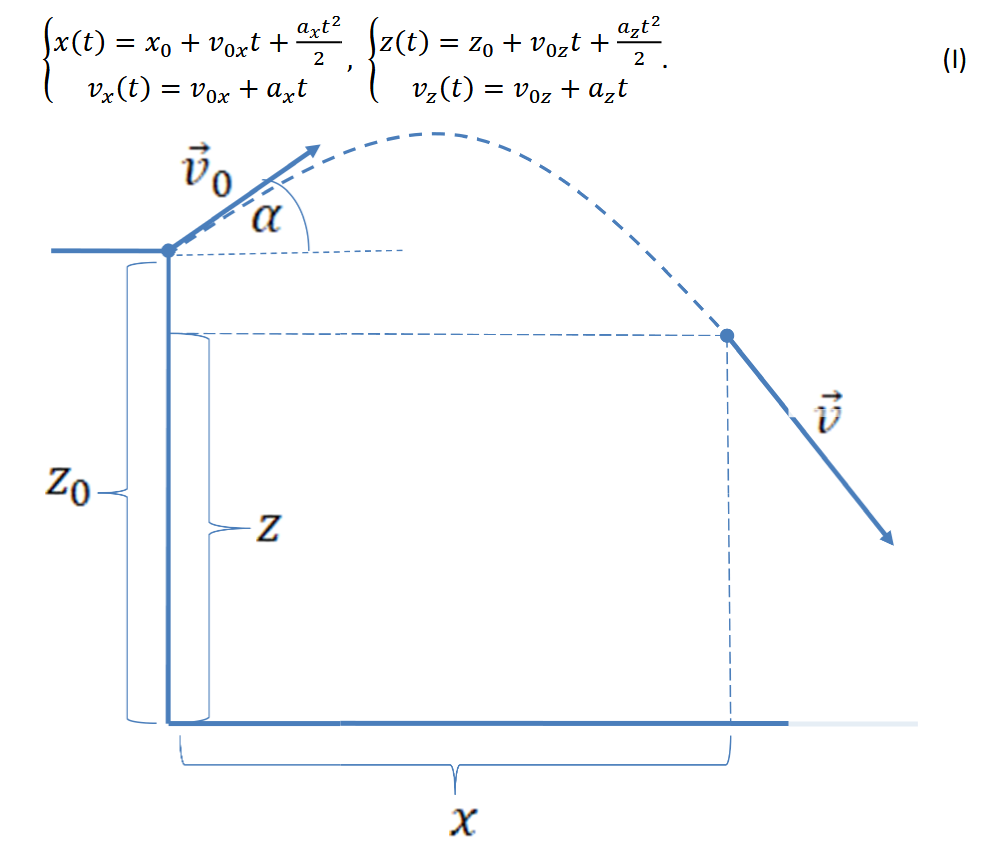 {x(t) = x₀ + v₀ₓt + aₓt²/2 , {z(t) = z₀ + v₀zt + a_zt²/2 .
vₓ(t) = v₀ₓ + aₓt v_z(t) = v₀z + a_zt
(I)
v⃗₀
α
z₀
z
v⃗
x